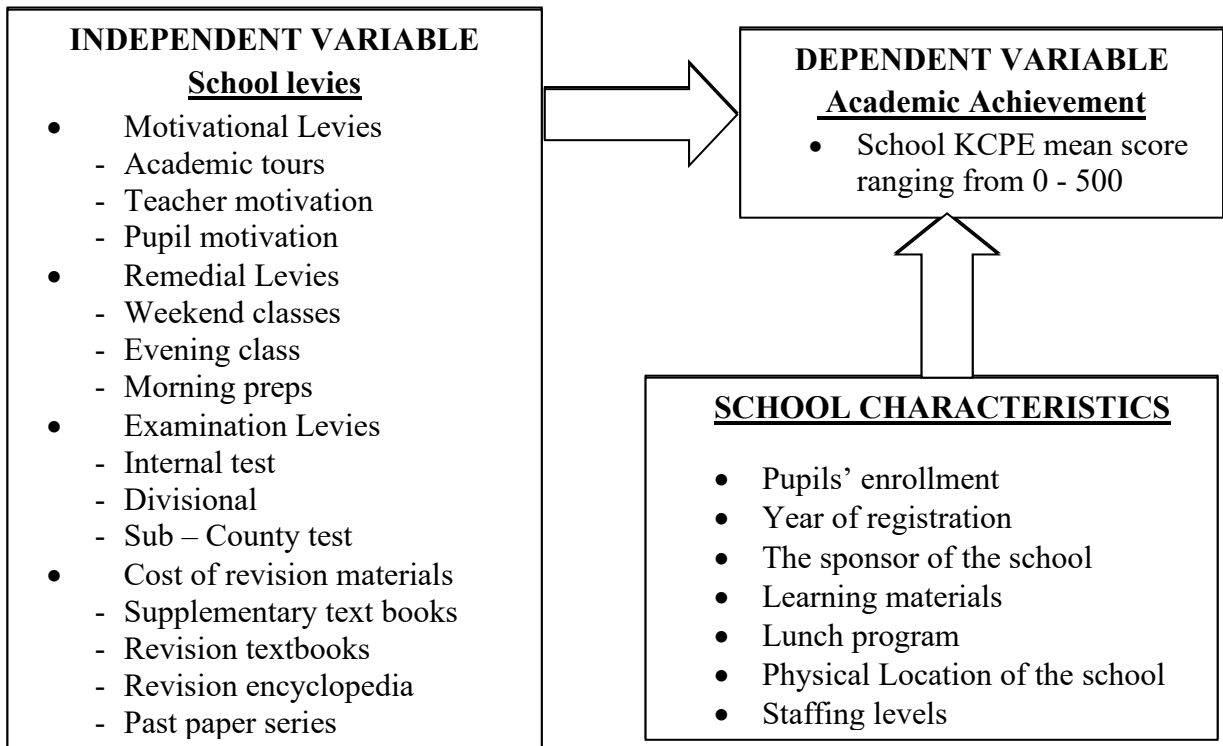 INDEPENDENT VARIABLE
School levies
• Motivational Levies
- Academic tours
- Teacher motivation
- Pupil motivation
• Remedial Levies
- Weekend classes
- Evening class
- Morning preps
• Examination Levies
- Internal test
- Divisional
- Sub – County test
• Cost of revision materials
- Supplementary text books
- Revision textbooks
- Revision encyclopedia
- Past paper series
DEPENDENT VARIABLE
Academic Achievement
• School KCPE mean score
ranging from 0 - 500
SCHOOL CHARACTERISTICS
• Pupils’ enrollment
• Year of registration
• The sponsor of the school
• Learning materials
• Lunch program
• Physical Location of the school
• Staffing levels